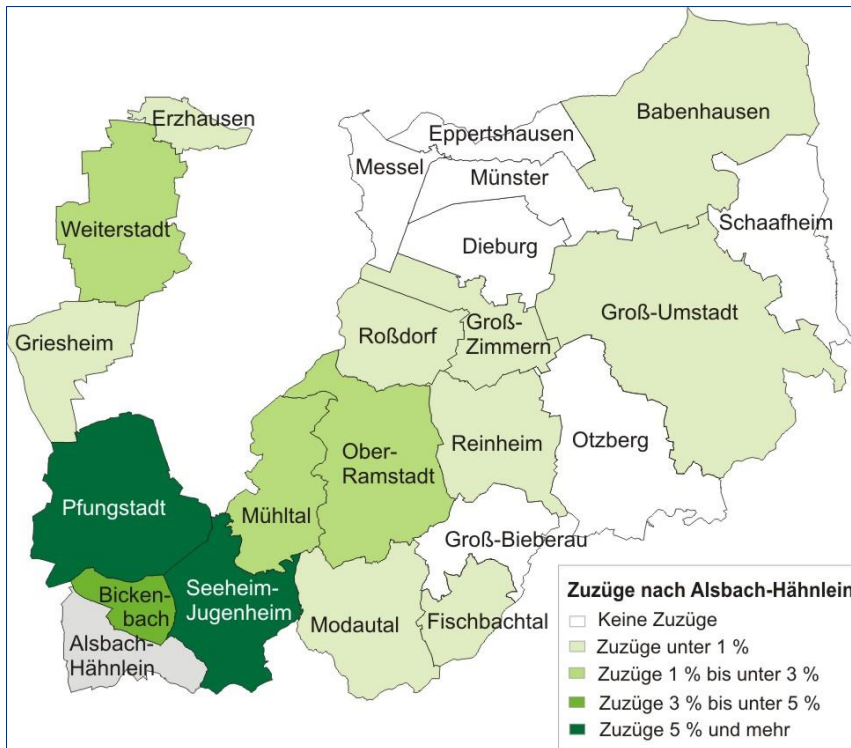 Erzhausen
Babenhausen
Eppertshausen
Messel
Münster
Schaafheim
Weiterstadt
Dieburg
Groß-Umstadt
Griesheim
Roßdorf
Groß-
Zimmern
Ober-
Ramstadt
Reinheim
Otzberg
Pfungstadt
Mühltal
Groß-Bieberau
Bicken-
bach
Seeheim-
Jugenheim
Modautal
Fischbachtal
Alsbach-
Hähnlein
Zuzüge nach Alsbach-Hähnlein
Keine Zuzüge
Zuzüge unter 1 %
Zuzüge 1 % bis unter 3 %
Zuzüge 3 % bis unter 5 %
Zuzüge 5 % und mehr